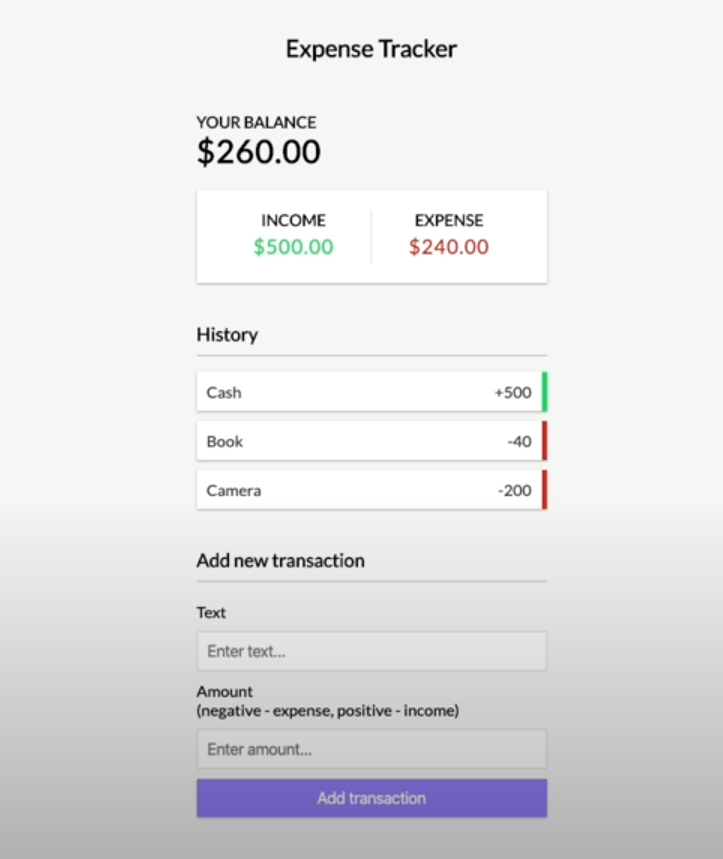 Expense Tracker
YOUR BALANCE
$260.00
INCOME EXPENSE
$500.00 $240.00
History
Cash +500
Book -40
Camera -200
Add new transaction
Text
Enter text...
Amount
(negative - expense, positive - income)
Enter amount...
Add transaction